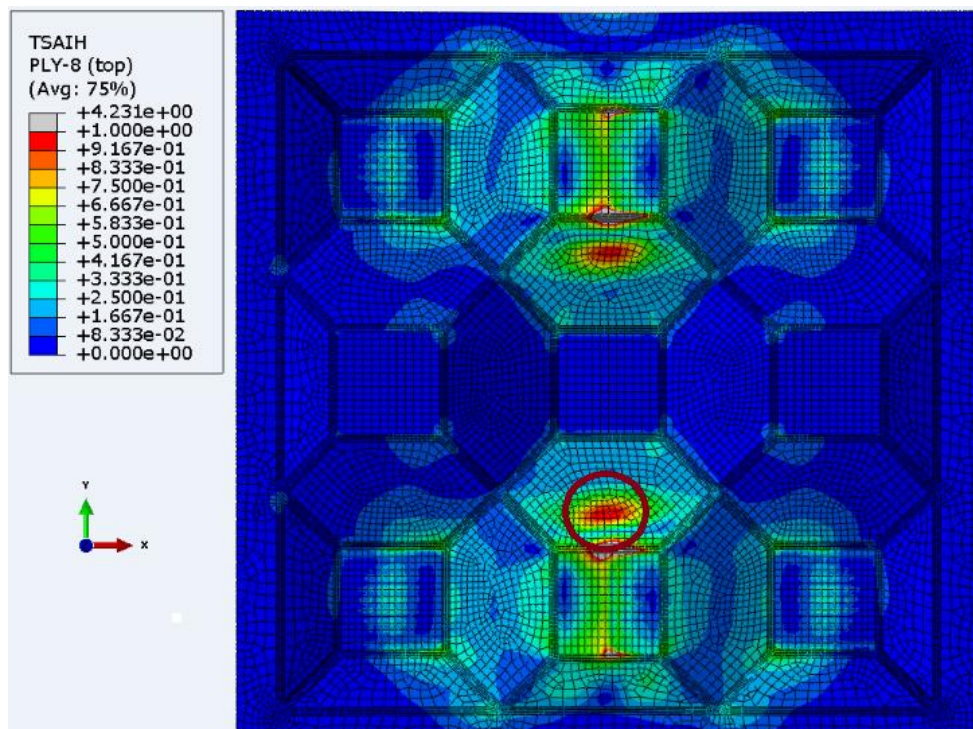 TSAIH
PLY-8 (top)
(Avg: 75%)
+4.231e+00
+1.000e+00
+9.167e-01
+8.333e-01
+7.500e-01
+6.667e-01
+5.833e-01
+5.000e-01
+4.167e-01
+3.333e-01
+2.500e-01
+1.667e-01
+8.333e-02
+0.000e+00
Y
X